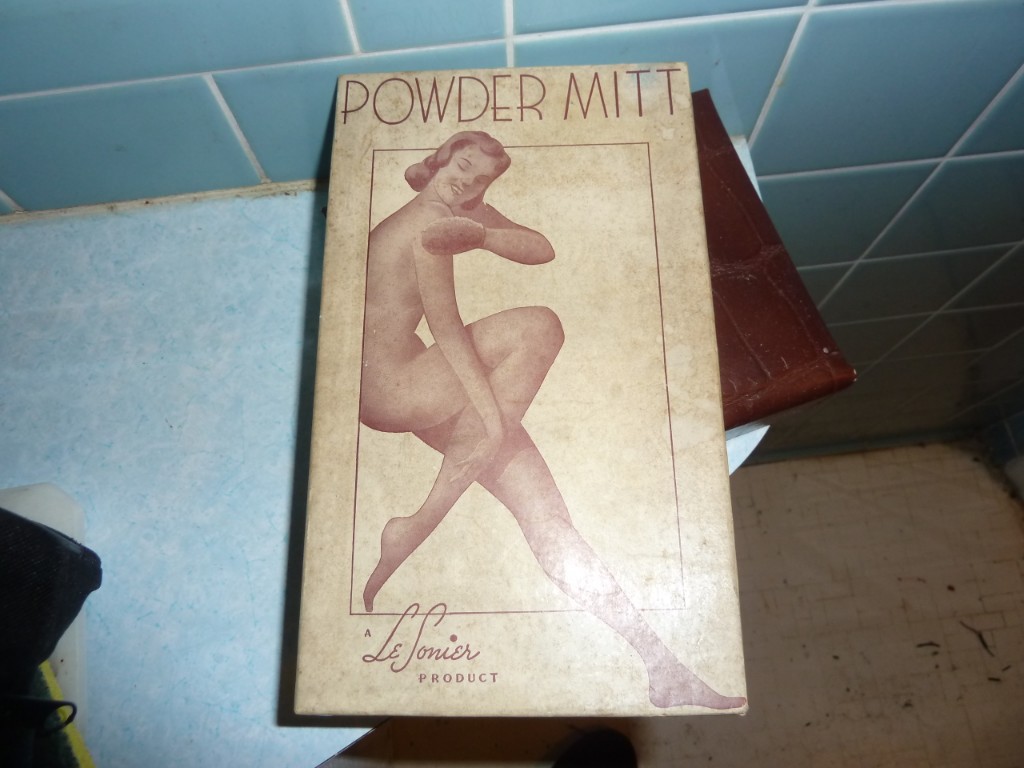 POWDER MITT
A Le Sonier
PRODUCT